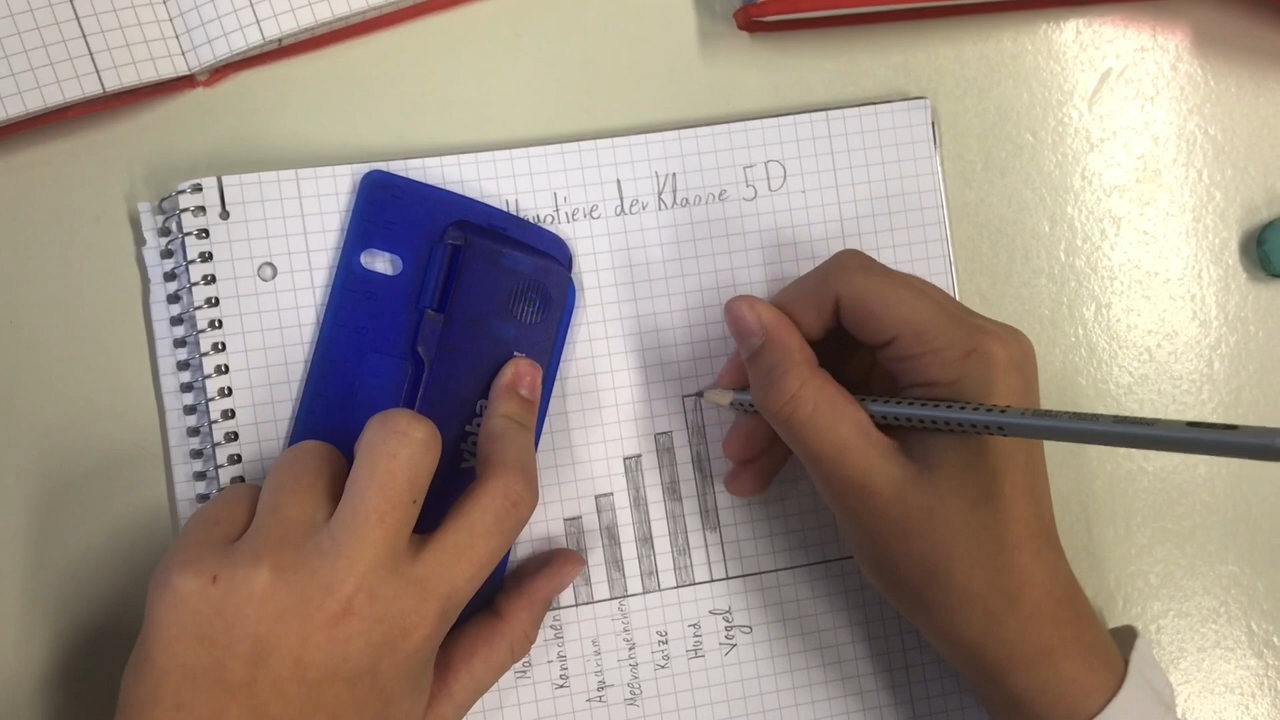 Haustiere der Klasse 5D
Kaninchen
Aquarium
Meerschweinchen
Katze
Hund
Vogel